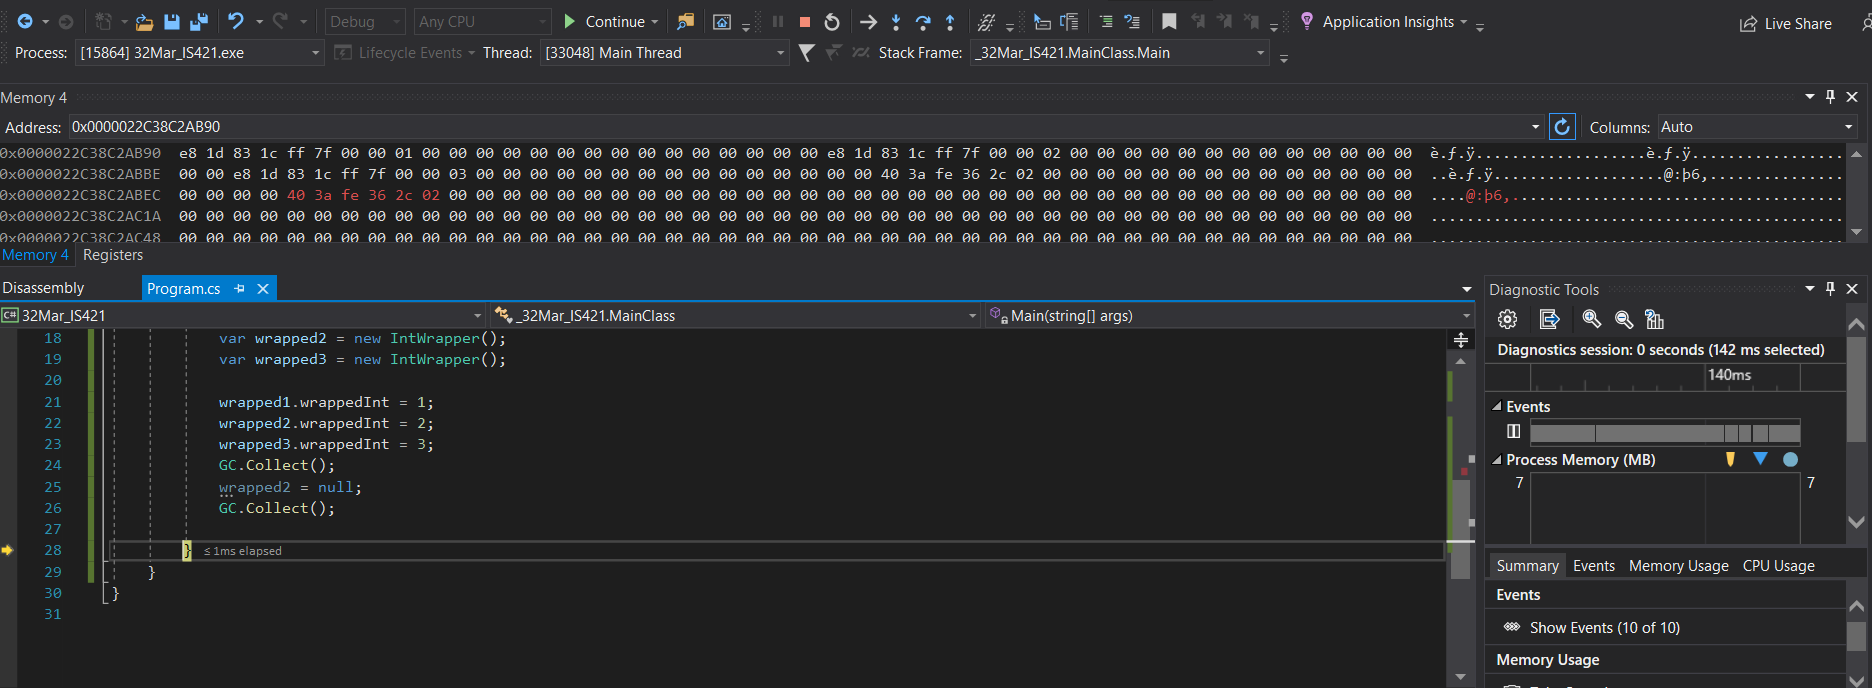 Debug Any CPU Continue Application Insights Live Share
Process: [15864] 32Mar_IS421.exe Lifecycle Events Thread: [33048] Main Thread Stack Frame: _32Mar_IS421.MainClass.Main
Memory 4
Address: 0x0000022C38C2AB90 Columns: Auto
0x0000022C38C2AB90 e8 1d 83 1c ff 7f 00 00 01 00 00 00 00 00 00 00 00 00 00 00 00 00 00 00 e8 1d 83 1c ff 7f 00 00 02 00 00 00 00 00 00 00 00 00 00 00 00 00 è.ƒ.ÿ..................è.ƒ.ÿ.................
0x0000022C38C2ABBE 00 00 e8 1d 83 1c ff 7f 00 00 03 00 00 00 00 00 00 00 00 00 00 00 00 00 00 00 40 3a fe 36 2c 02 00 00 00 00 00 00 00 00 00 00 00 00 00 00 ..è.ƒ.ÿ...................@:þ6,...............
0x0000022C38C2ABEC 00 00 00 00 40 3a fe 36 2c 02 00 00 00 00 00 00 00 00 00 00 00 00 00 00 00 00 00 00 00 00 00 00 00 00 00 00 00 00 00 00 00 00 00 00 00 00 ....@:þ6,.....................................
0x0000022C38C2AC1A 00 00 00 00 00 00 00 00 00 00 00 00 00 00 00 00 00 00 00 00 00 00 00 00 00 00 00 00 00 00 00 00 00 00 00 00 00 00 00 00 00 00 00 00 00 00 ..............................................
0x0000022C38C2AC48 00 00 00 00 00 00 00 00 00 00 00 00 00 00 00 00 00 00 00 00 00 00 00 00 00 00 00 00 00 00 00 00 00 00 00 00 00 00 00 00 00 00 00 00 00 00 ..............................................
Memory 4 Registers
Disassembly Program.cs
C# 32Mar_IS421 _32Mar_IS421.MainClass Main(string[] args)
18 var wrapped2 = new IntWrapper();
19 var wrapped3 = new IntWrapper();
20
21 wrapped1.wrappedInt = 1;
22 wrapped2.wrappedInt = 2;
23 wrapped3.wrappedInt = 3;
24 GC.Collect();
25 wrapped2 = null;
26 GC.Collect();
27
28 } ≤ 1ms elapsed
29 }
30 }
31
Diagnostic Tools
Diagnostics session: 0 seconds (142 ms selected)
140ms
Events
Process Memory (MB)
7 7
Summary Events Memory Usage CPU Usage
Events
Show Events (10 of 10)
Memory Usage